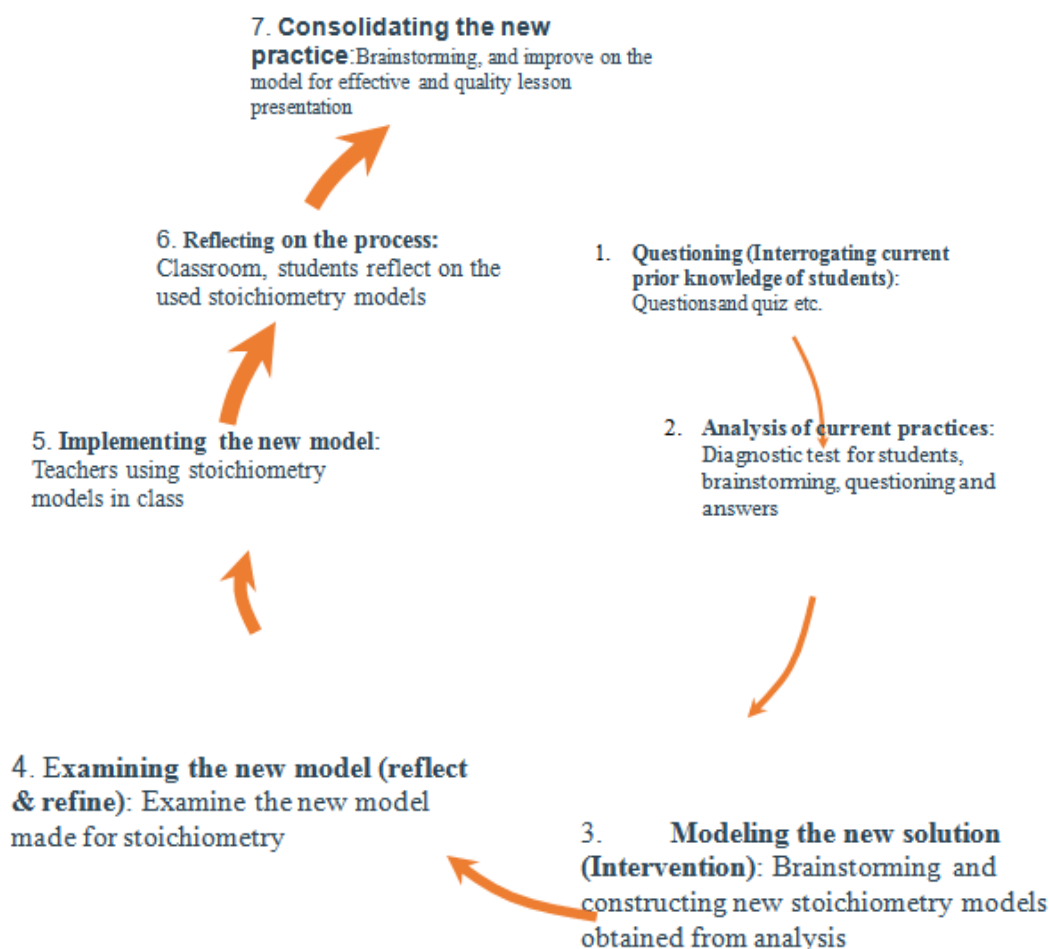 7. Consolidating the new
practice:Brainstorming, and improve on the
model for effective and quality lesson
presentation
6. Reflecting on the process:
Classroom, students reflect on the
used stoichiometry models
1. Questioning (Interrogating current
prior knowledge of students):
Questionsand quiz etc.
5. Implementing the new model:
Teachers using stoichiometry
models in class
2. Analysis of current practices:
Diagnostic test for students,
brainstorming, questioning and
answers
4. Examining the new model (reflect
& refine): Examine the new model
made for stoichiometry
3. Modeling the new solution
(Intervention): Brainstorming and
constructing new stoichiometry models
obtained from analysis